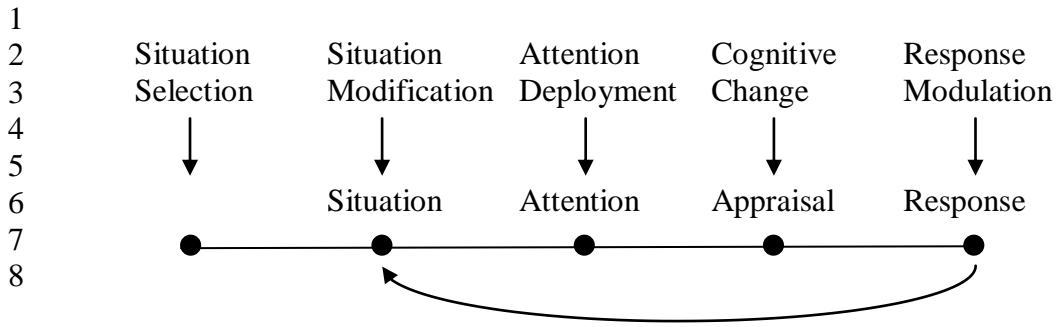 1
2 Situation Situation Attention Cognitive Response
3 Selection Modification Deployment Change Modulation
4
5
6 Situation Attention Appraisal Response
7
8